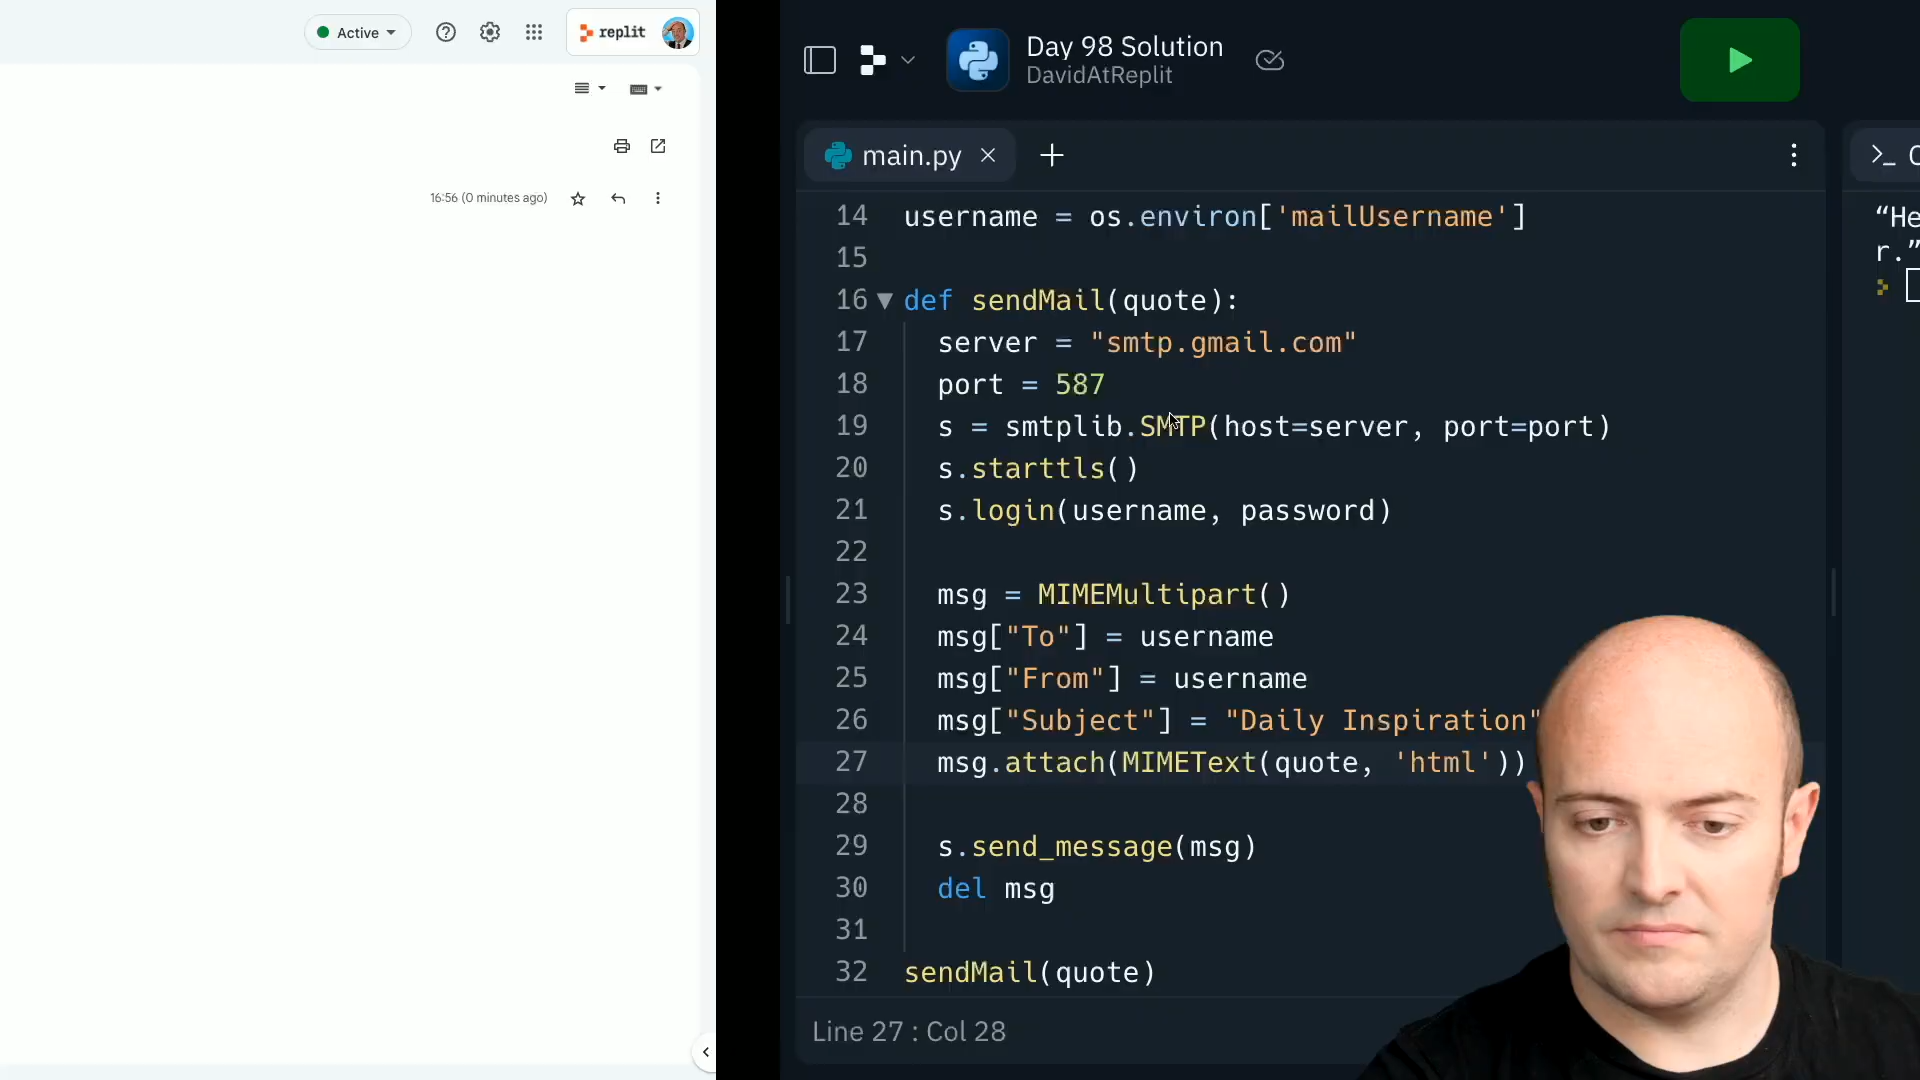 Active
replit
16:56 (0 minutes ago)
Day 98 Solution
DavidAtReplit
main.py
14 username = os.environ['mailUsername']
15
16 def sendMail(quote):
17 server = "smtp.gmail.com"
18 port = 587
19 s = smtplib.SMTP(host=server, port=port)
20 s.starttls()
21 s.login(username, password)
22
23 msg = MIMEMultipart()
24 msg["To"] = username
25 msg["From"] = username
26 msg["Subject"] = "Daily Inspiration"
27 msg.attach(MIMEText(quote, 'html'))
28
29 s.send_message(msg)
30 del msg
31
32 sendMail(quote)
Line 27 : Col 28
“He
r.”